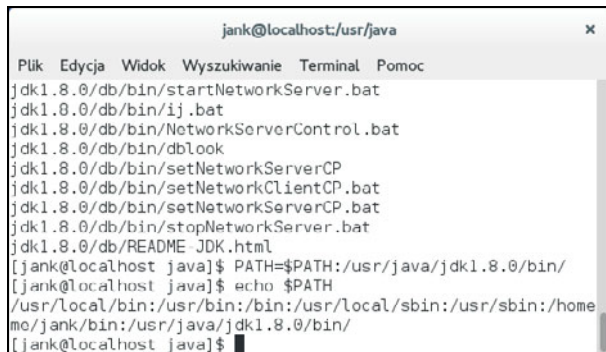 jank@localhost:/usr/java
Plik Edycja Widok Wyszukiwanie Terminal Pomoc
jdk1.8.0/db/bin/startNetworkServer.bat
jdk1.8.0/db/bin/ij.bat
jdk1.8.0/db/bin/NetworkServerControl.bat
jdk1.8.0/db/bin/dblook
jdk1.8.0/db/bin/setNetworkServerCP
jdk1.8.0/db/bin/setNetworkClientCP.bat
jdk1.8.0/db/bin/setNetworkServerCP.bat
jdk1.8.0/db/bin/stopNetworkServer.bat
jdk1.8.0/db/README-JDK.html
[jank@localhost java]$ PATH=$PATH:/usr/java/jdk1.8.0/bin/
[jank@localhost java]$ echo $PATH
/usr/local/bin:/usr/bin:/bin:/usr/local/sbin:/usr/sbin:/home
me/jank/bin:/usr/java/jdk1.8.0/bin/
[jank@localhost java]$